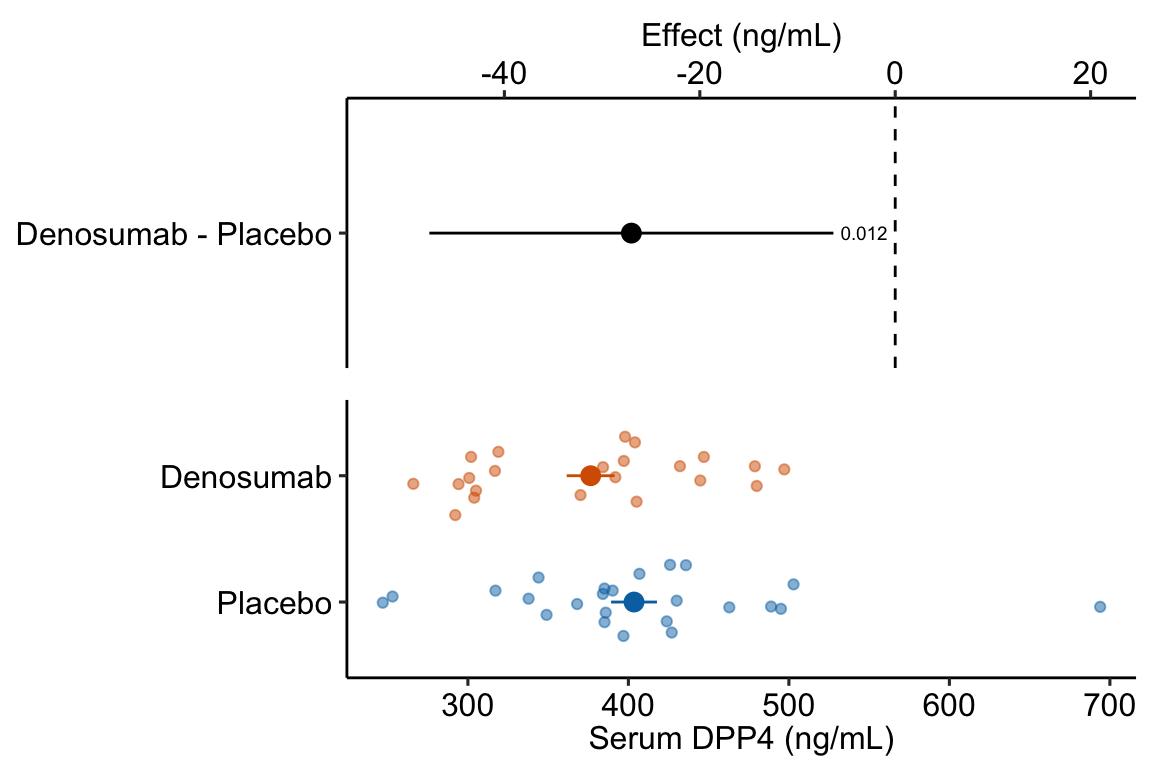 Effect (ng/mL)
-40 -20 0 20
Denosumab - Placebo 0.012
Denosumab
Placebo
300 400 500 600 700
Serum DPP4 (ng/mL)